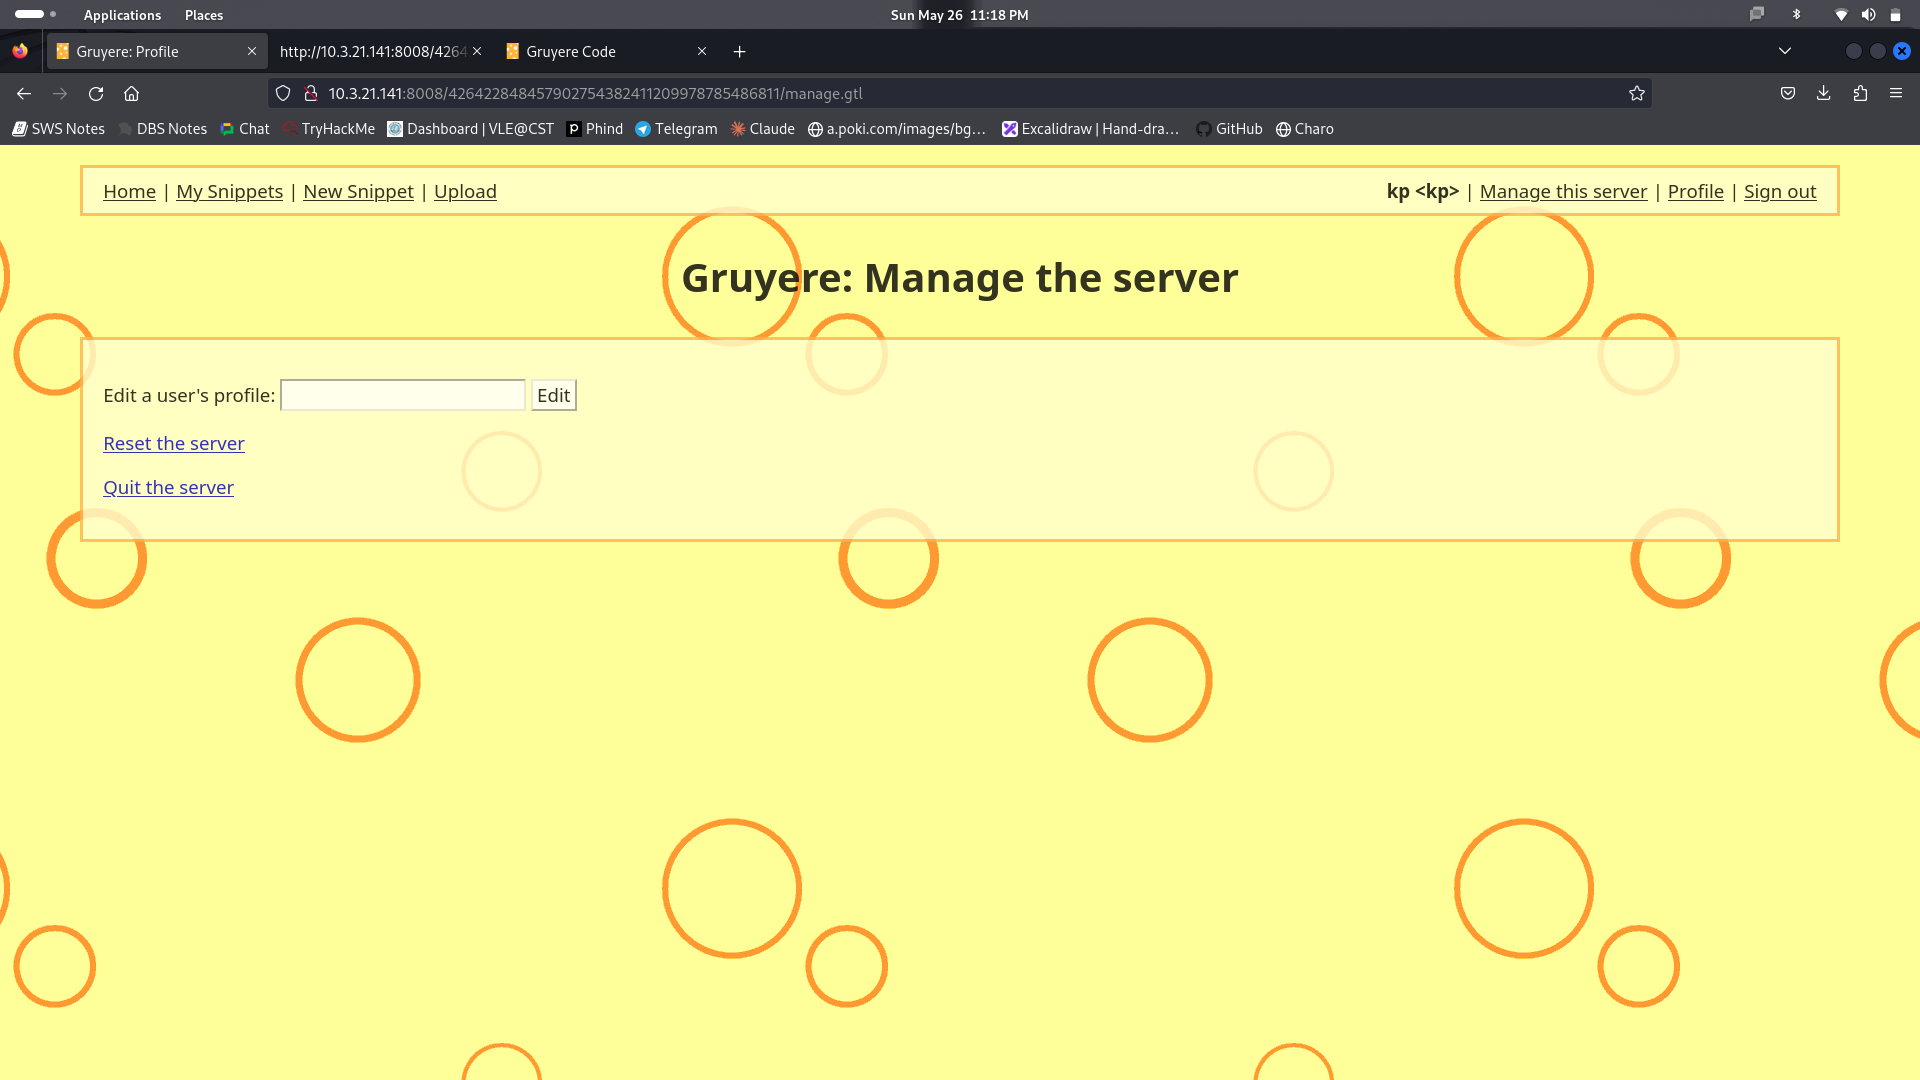 Applications Places Sun May 26 11:18 PM
Gruyere: Profile http://10.3.21.141:8008/4264 Gruyere Code
10.3.21.141:8008/426422848457902754382411209978785486811/manage.gtl
SWS Notes DBS Notes Chat TryHackMe Dashboard | VLE@CST Phind Telegram Claude a.poki.com/images/bg... Excalidraw | Hand-dra... GitHub Charo
Home | My Snippets | New Snippet | Upload kp <kp> | Manage this server | Profile | Sign out
Gruyere: Manage the server
Edit a user's profile: Edit
Reset the server
Quit the server